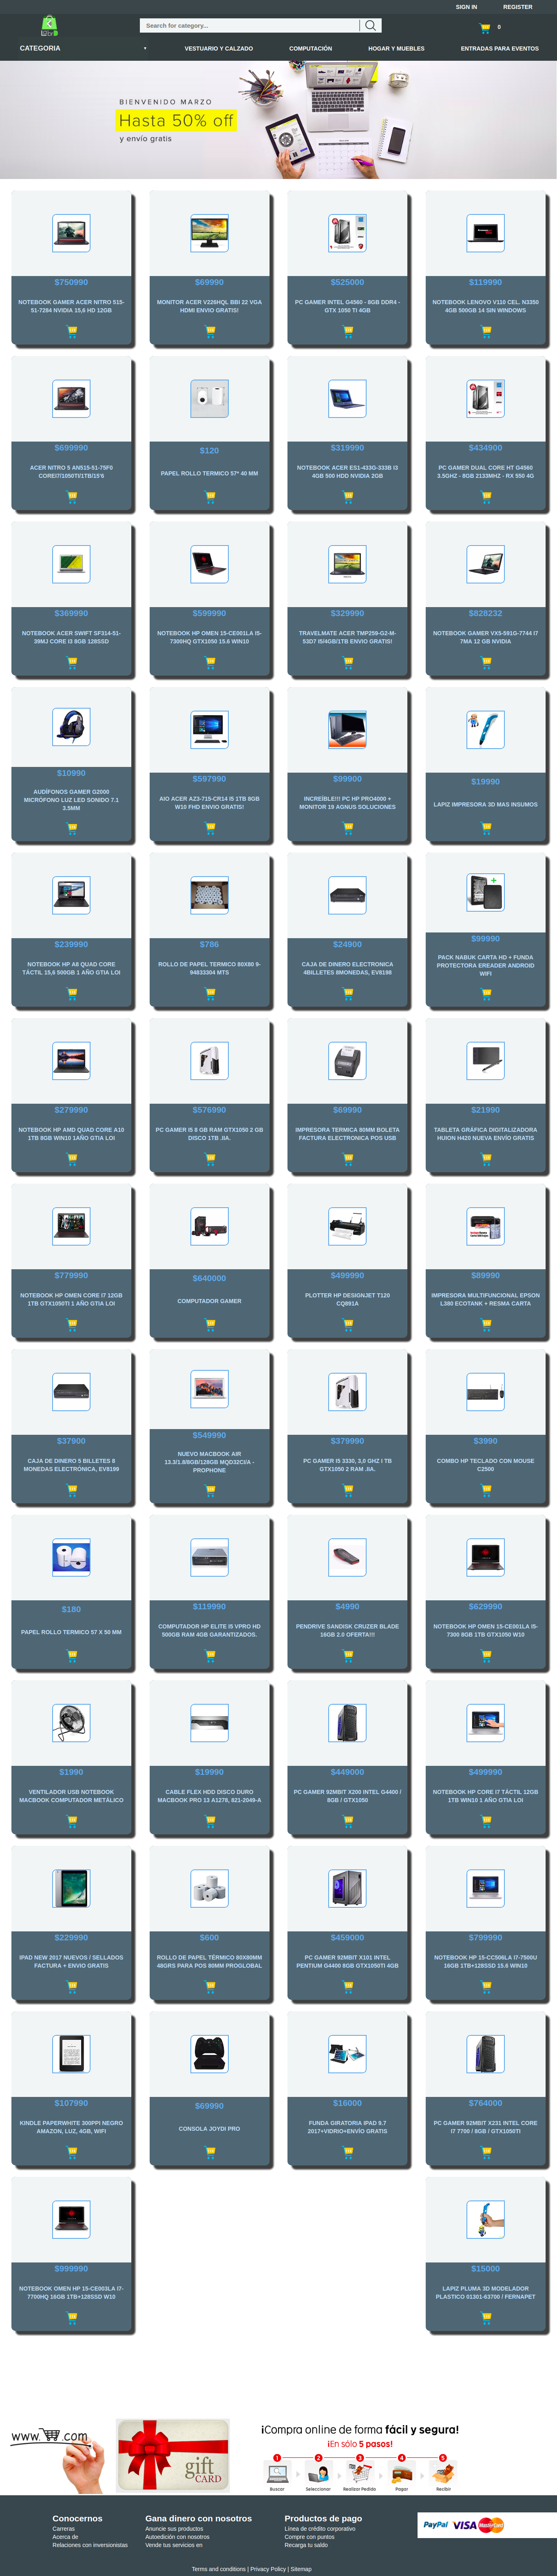 SIGN IN
REGISTER
Search for category...
0
CATEGORIA
VESTUARIO Y CALZADO
COMPUTACIÓN
HOGAR Y MUEBLES
ENTRADAS PARA EVENTOS
BIENVENIDO MARZO
Hasta 50% off
y envío gratis
$750990
NOTEBOOK GAMER ACER NITRO 515-
51-7284 NVIDIA 15,6 HD 12GB
$69990
MONITOR ACER V226HQL BBI 22 VGA
HDMI ENVIO GRATIS!
$525000
PC GAMER INTEL G4560 - 8GB DDR4 -
GTX 1050 TI 4GB
$119990
NOTEBOOK LENOVO V110 CEL. N3350
4GB 500GB 14 SIN WINDOWS
$699990
ACER NITRO 5 AN515-51-75F0
COREI7/1050TI/1TB/15'6
$120
PAPEL ROLLO TERMICO 57* 40 MM
$319990
NOTEBOOK ACER ES1-433G-333B I3
4GB 500 HDD NVIDIA 2GB
$434900
PC GAMER DUAL CORE HT G4560
3.5GHZ - 8GB 2133MHZ - RX 550 4G
$369990
NOTEBOOK ACER SWIFT SF314-51-
39MJ CORE I3 8GB 128SSD
$599990
NOTEBOOK HP OMEN 15-CE001LA I5-
7300HQ GTX1050 15.6 WIN10
$329990
TRAVELMATE ACER TMP259-G2-M-
53D7 I5/4GB/1TB ENVIO GRATIS!
$828232
NOTEBOOK GAMER VX5-591G-7744 I7
7MA 12 GB NVIDIA
$10990
AUDÍFONOS GAMER G2000
MICRÓFONO LUZ LED SONIDO 7.1
3.5MM
$597990
AIO ACER AZ3-715-CR14 I5 1TB 8GB
W10 FHD ENVIO GRATIS!
$99900
INCREÍBLE!!! PC HP PRO4000 +
MONITOR 19 AGNUS SOLUCIONES
$19990
LAPIZ IMPRESORA 3D MAS INSUMOS
$239990
NOTEBOOK HP A8 QUAD CORE
TÁCTIL 15,6 500GB 1 AÑO GTIA LOI
$786
ROLLO DE PAPEL TERMICO 80X80 9-
94833304 MTS
$24900
CAJA DE DINERO ELECTRONICA
4BILLETES 8MONEDAS, EV8198
$99990
PACK NABUK CARTA HD + FUNDA
PROTECTORA EREADER ANDROID
WIFI
$279990
NOTEBOOK HP AMD QUAD CORE A10
1TB 8GB WIN10 1AÑO GTIA LOI
$576990
PC GAMER I5 8 GB RAM GTX1050 2 GB
DISCO 1TB .IIA.
$69990
IMPRESORA TERMICA 80MM BOLETA
FACTURA ELECTRONICA POS USB
$21990
TABLETA GRÁFICA DIGITALIZADORA
HUION H420 NUEVA ENVÍO GRATIS
$779990
NOTEBOOK HP OMEN CORE I7 12GB
1TB GTX1050TI 1 AÑO GTIA LOI
$640000
COMPUTADOR GAMER
$499990
PLOTTER HP DESIGNJET T120
CQ891A
$89990
IMPRESORA MULTIFUNCIONAL EPSON
L380 ECOTANK + RESMA CARTA
$37900
CAJA DE DINERO 5 BILLETES 8
MONEDAS ELECTRÓNICA, EV8199
$549990
NUEVO MACBOOK AIR
13.3/1.8/8GB/128GB MQD32CI/A -
PROPHONE
$379990
PC GAMER I5 3330, 3,0 GHZ I TB
GTX1050 2 RAM .IIA.
$3990
COMBO HP TECLADO CON MOUSE
C2500
$180
PAPEL ROLLO TERMICO 57 X 50 MM
$119990
COMPUTADOR HP ELITE I5 VPRO HD
500GB RAM 4GB GARANTIZADOS.
$4990
PENDRIVE SANDISK CRUZER BLADE
16GB 2.0 OFERTA!!!
$629990
NOTEBOOK HP OMEN 15-CE001LA I5-
7300 8GB 1TB GTX1050 W10
$1990
VENTILADOR USB NOTEBOOK
MACBOOK COMPUTADOR METÁLICO
$19990
CABLE FLEX HDD DISCO DURO
MACBOOK PRO 13 A1278, 821-2049-A
$449000
PC GAMER 92MBIT X200 INTEL G4400 /
8GB / GTX1050
$499990
NOTEBOOK HP CORE I7 TÁCTIL 12GB
1TB WIN10 1 AÑO GTIA LOI
$229990
IPAD NEW 2017 NUEVOS / SELLADOS
FACTURA + ENVIO GRATIS
$600
ROLLO DE PAPEL TÉRMICO 80X80MM
48GRS PARA POS 80MM PROGLOBAL
$459000
PC GAMER 92MBIT X101 INTEL
PENTIUM G4400 8GB GTX1050TI 4GB
$799990
NOTEBOOK HP 15-CC506LA I7-7500U
16GB 1TB+128SSD 15.6 WIN10
$107990
KINDLE PAPERWHITE 300PPI NEGRO
AMAZON, LUZ, 4GB, WIFI
$69990
CONSOLA JOYDI PRO
$16000
FUNDA GIRATORIA IPAD 9.7
2017+VIDRIO+ENVÍO GRATIS
$764000
PC GAMER 92MBIT X231 INTEL CORE
I7 7700 / 8GB / GTX1050TI
$999990
NOTEBOOK OMEN HP 15-CE003LA I7-
7700HQ 16GB 1TB+128SSD W10
$15000
LAPIZ PLUMA 3D MODELADOR
PLASTICO 01301-63700 / FERNAPET
www. .com
gift
CARD
¡Compra online de forma fácil y segura!
¡En sólo 5 pasos!
1 2 3 4 5
Buscar Seleccionar Realizar Pedido Pagar Recibir
Conocernos
Carreras
Acerca de
Relaciones con inversionistas
Gana dinero con nosotros
Anuncie sus productos
Autoedición con nosotros
Vende tus servicios en
Productos de pago
Línea de crédito corporativo
Compre con puntos
Recarga tu saldo
PayPal VISA MasterCard
Terms and conditions | Privacy Policy | Sitemap